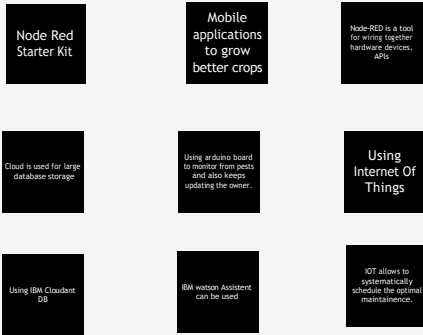 Node Red
Starter Kit
Mobile
applications
to grow
better crops
Node-RED is a tool
for wiring together
hardware devices,
APIs
Cloud is used for large
database storage
Using arduino board
to monitor from pests
and also keeps
updating the owner.
Using
Internet Of
Things
Using IBM Cloudant
DB
IBM watson Assistent
can be used
IOT allows to
systematically
schedule the optimal
maintainence.